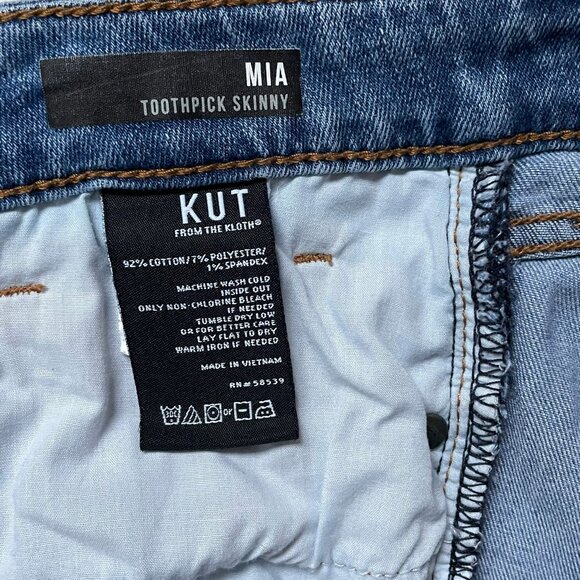 MIA
TOOTHPICK SKINNY
KUT
FROM THE KLOTH®
92% COTTON/7% POLYESTER/
1% SPANDEX
MACHINE WASH COLD
INSIDE OUT
ONLY NON-CHLORINE BLEACH
IF NEEDED
TUMBLE DRY LOW
OR FOR BETTER CARE
LAY FLAT TO DRY
WARM IRON IF NEEDED
MADE IN VIETNAM
RN# 58539
or